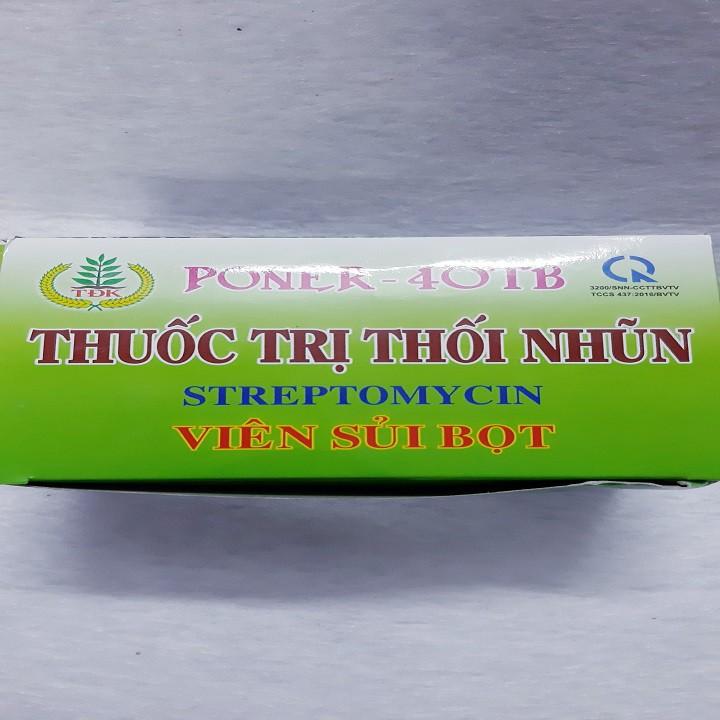 TĐK
PONER - 40TB
3200/SNN-CCTTBVTV
TCCS 437:2016/BVTV
THUỐC TRỊ THỐI NHŨN
STREPTOMYCIN
VIÊN SỦI BỌT